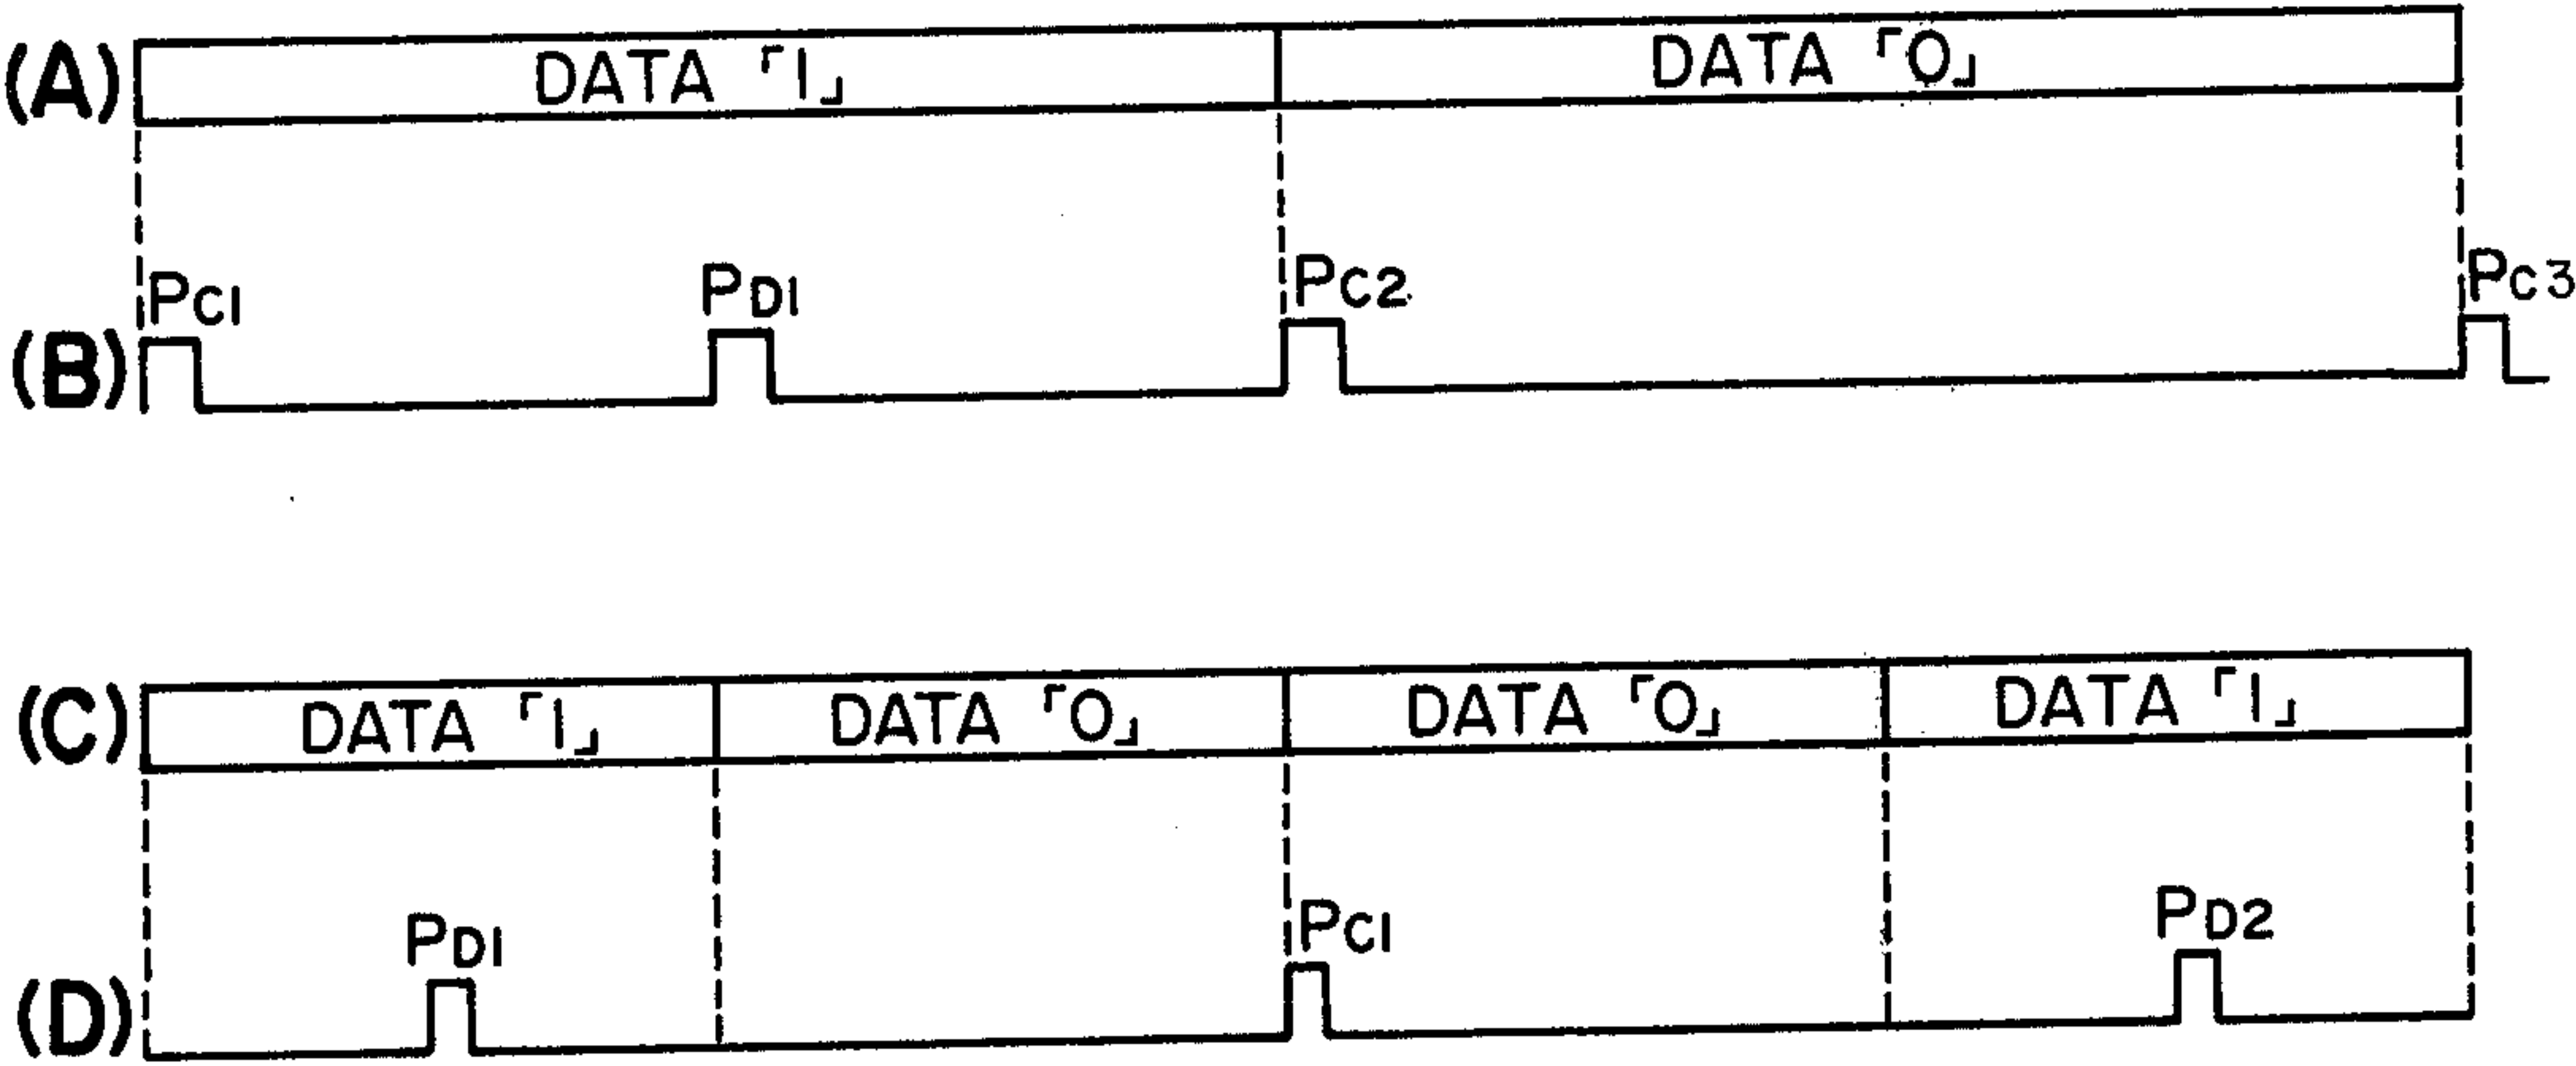 (A) DATA 「1」 DATA 「0」
PC1 PD1 PC2 PC3
(B)
(C) DATA 「1」 DATA 「0」 DATA 「0」 DATA 「1」
PD1 PC1 PD2
(D)